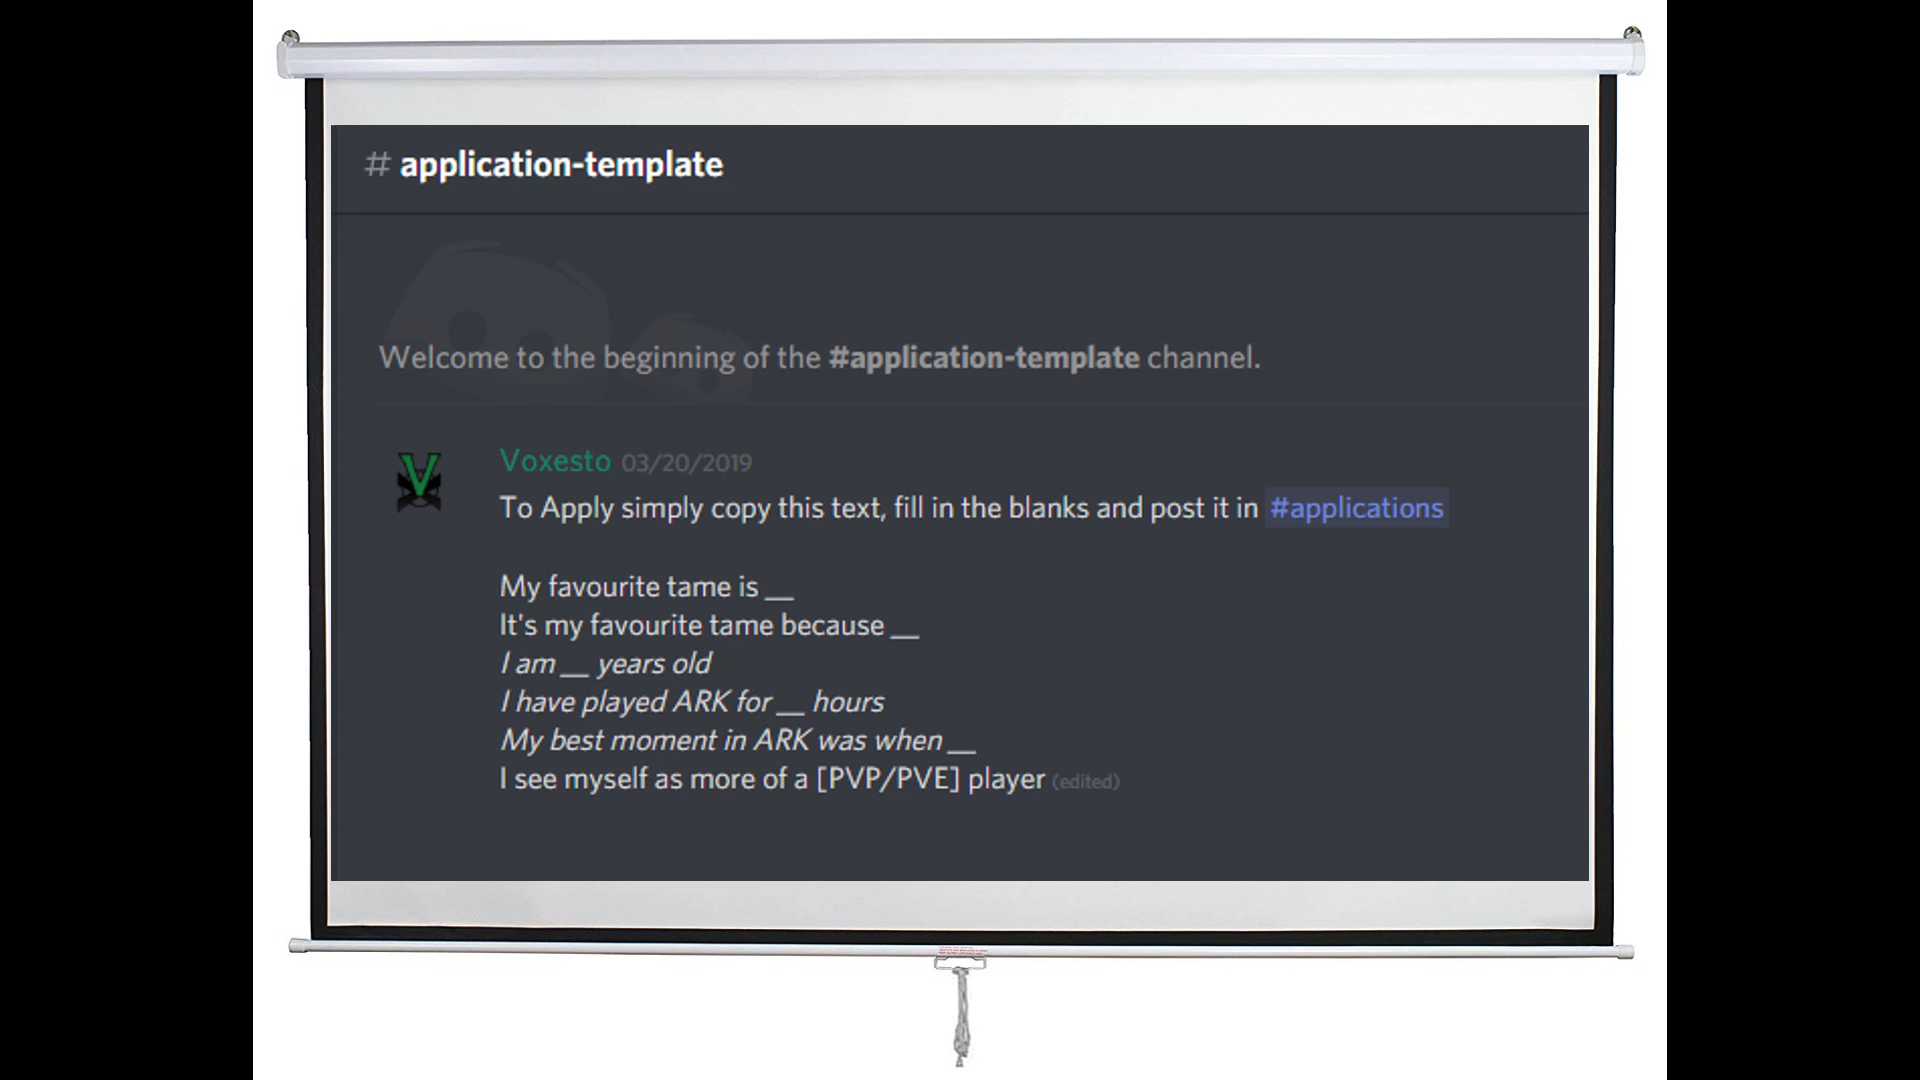 # application-template
Welcome to the beginning of the #application-template channel.
Voxesto 03/20/2019
To Apply simply copy this text, fill in the blanks and post it in #applications
My favourite tame is __
It's my favourite tame because __
I am __ years old
I have played ARK for __ hours
My best moment in ARK was when __
I see myself as more of a [PVP/PVE] player (edited)